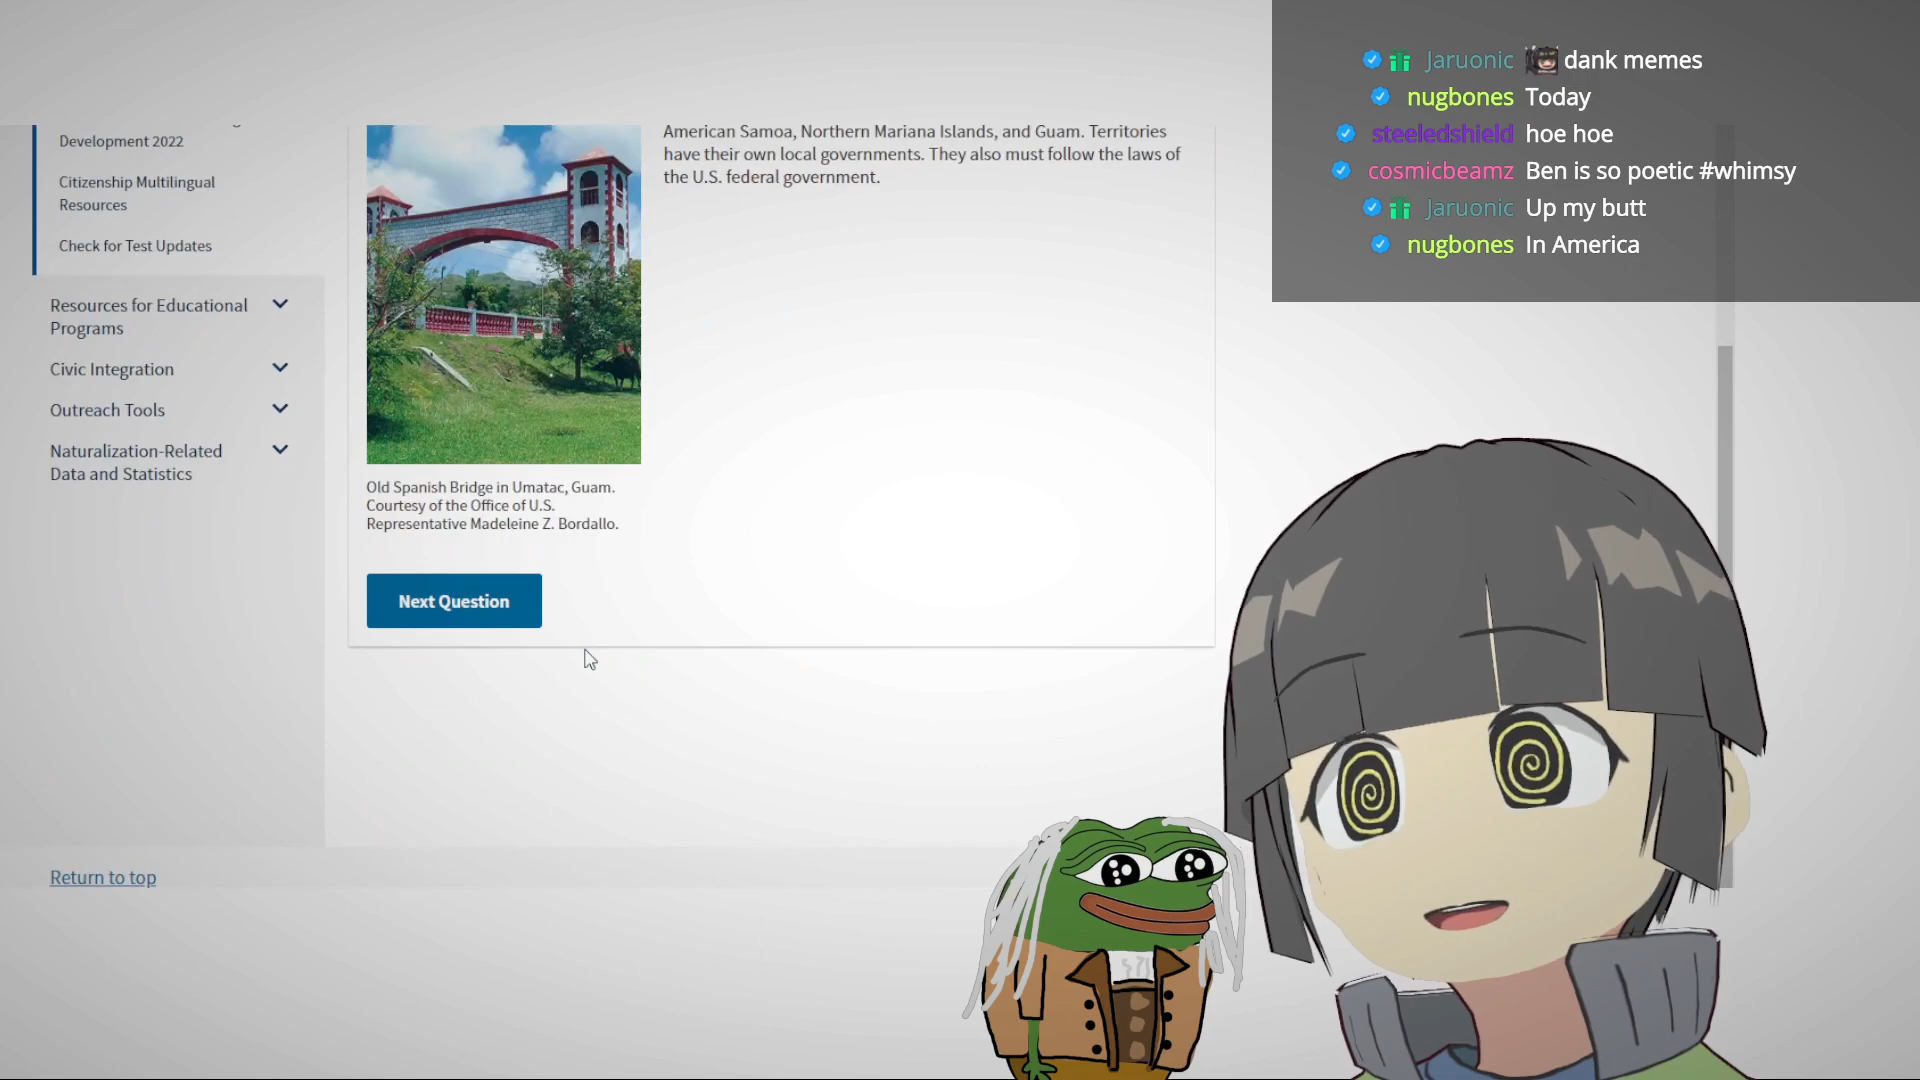 Development 2022
Citizenship Multilingual
Resources
Check for Test Updates
Resources for Educational
Programs
Civic Integration
Outreach Tools
Naturalization-Related
Data and Statistics
Return to top
American Samoa, Northern Mariana Islands, and Guam. Territories
have their own local governments. They also must follow the laws of
the U.S. federal government.
Old Spanish Bridge in Umatac, Guam.
Courtesy of the Office of U.S.
Representative Madeleine Z. Bordallo.
Next Question
Jaruonic dank memes
nugbones Today
steeledshield hoe hoe
cosmicbeamz Ben is so poetic #whimsy
Jaruonic Up my butt
nugbones In America